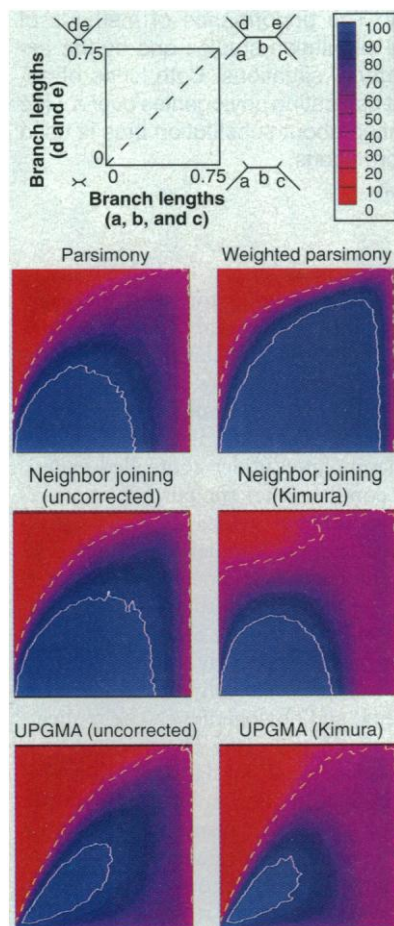 d e
0.75
Branch lengths
(d and e)
0
0 0.75
Branch lengths
(a, b, and c)
d e
a b c
a b c
100
90
80
70
60
50
40
30
20
10
0
Parsimony
Weighted parsimony
Neighbor joining
(uncorrected)
Neighbor joining
(Kimura)
UPGMA (uncorrected)
UPGMA (Kimura)